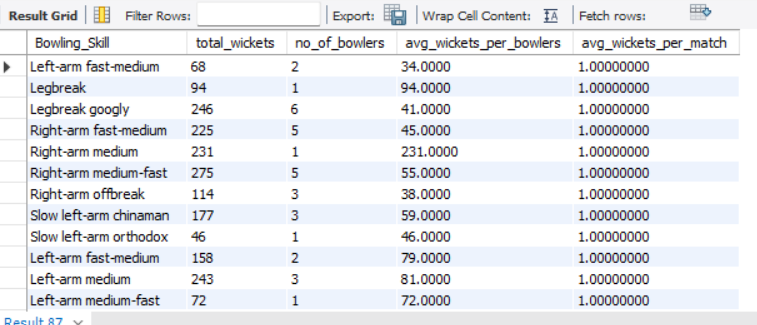 Result Grid Filter Rows: Export: Wrap Cell Content: IA Fetch rows:
Bowling_Skill total_wickets no_of_bowlers avg_wickets_per_bowlers avg_wickets_per_match
Left-arm fast-medium 68 2 34.0000 1.00000000
Legbreak 94 1 94.0000 1.00000000
Legbreak googly 246 6 41.0000 1.00000000
Right-arm fast-medium 225 5 45.0000 1.00000000
Right-arm medium 231 1 231.0000 1.00000000
Right-arm medium-fast 275 5 55.0000 1.00000000
Right-arm offbreak 114 3 38.0000 1.00000000
Slow left-arm chinaman 177 3 59.0000 1.00000000
Slow left-arm orthodox 46 1 46.0000 1.00000000
Left-arm fast-medium 158 2 79.0000 1.00000000
Left-arm medium 243 3 81.0000 1.00000000
Left-arm medium-fast 72 1 72.0000 1.00000000
Result 87